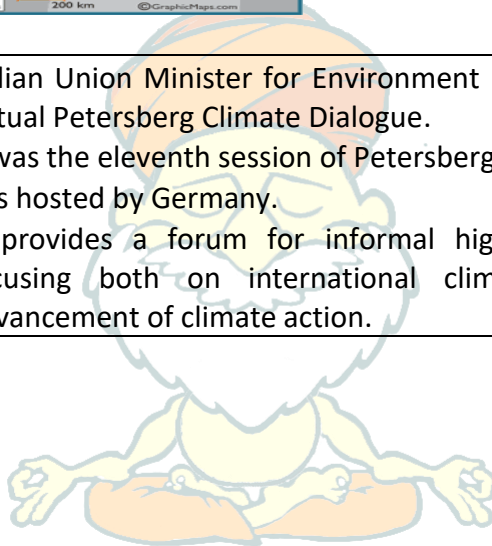 200 km ©GraphicMaps.com
dian Union Minister for Environment
tual Petersberg Climate Dialogue.
was the eleventh session of Petersberg
s hosted by Germany.
provides a forum for informal hig
cusing both on international clim
vancement of climate action.